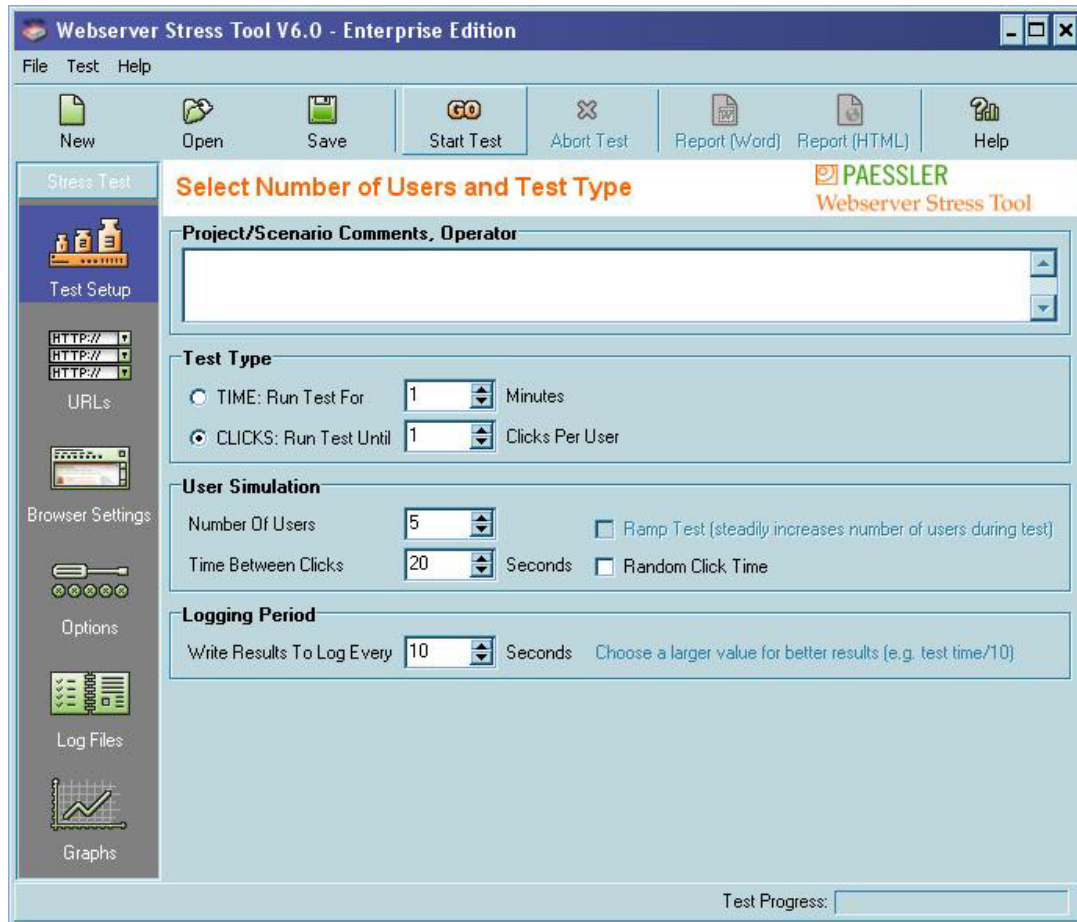 Webserver Stress Tool V6.0 - Enterprise Edition
File Test Help
New Open Save Start Test Abort Test Report (Word) Report (HTML) Help
GO
Stress Test
Select Number of Users and Test Type
PAESSLER
Webserver Stress Tool
Project/Scenario Comments, Operator
Test Setup
Test Type
HTTP://
HTTP://
HTTP://
URLs
TIME: Run Test For 1 Minutes
CLICKS: Run Test Until 1 Clicks Per User
User Simulation
Browser Settings
Number Of Users 5 Ramp Test (steadily increases number of users during test)
Time Between Clicks 20 Seconds Random Click Time
Logging Period
Options
Write Results To Log Every 10 Seconds Choose a larger value for better results (e.g. test time/10)
Log Files
Graphs
Test Progress: